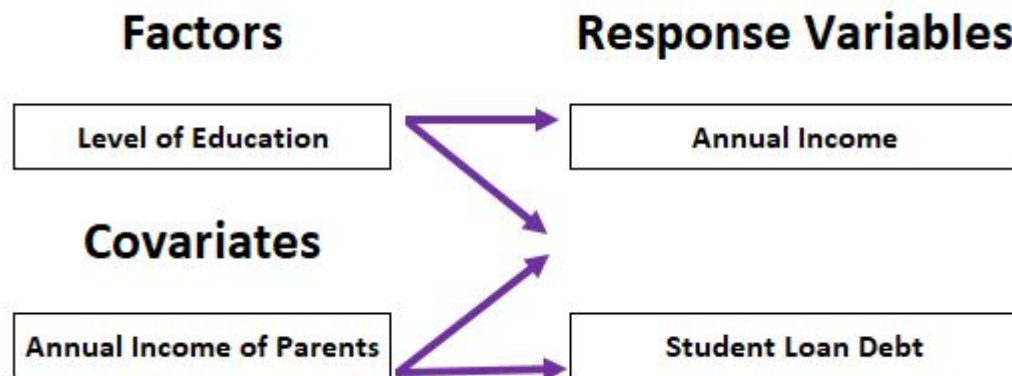 Factors
Response Variables
Level of Education
Annual Income
Covariates
Annual Income of Parents
Student Loan Debt